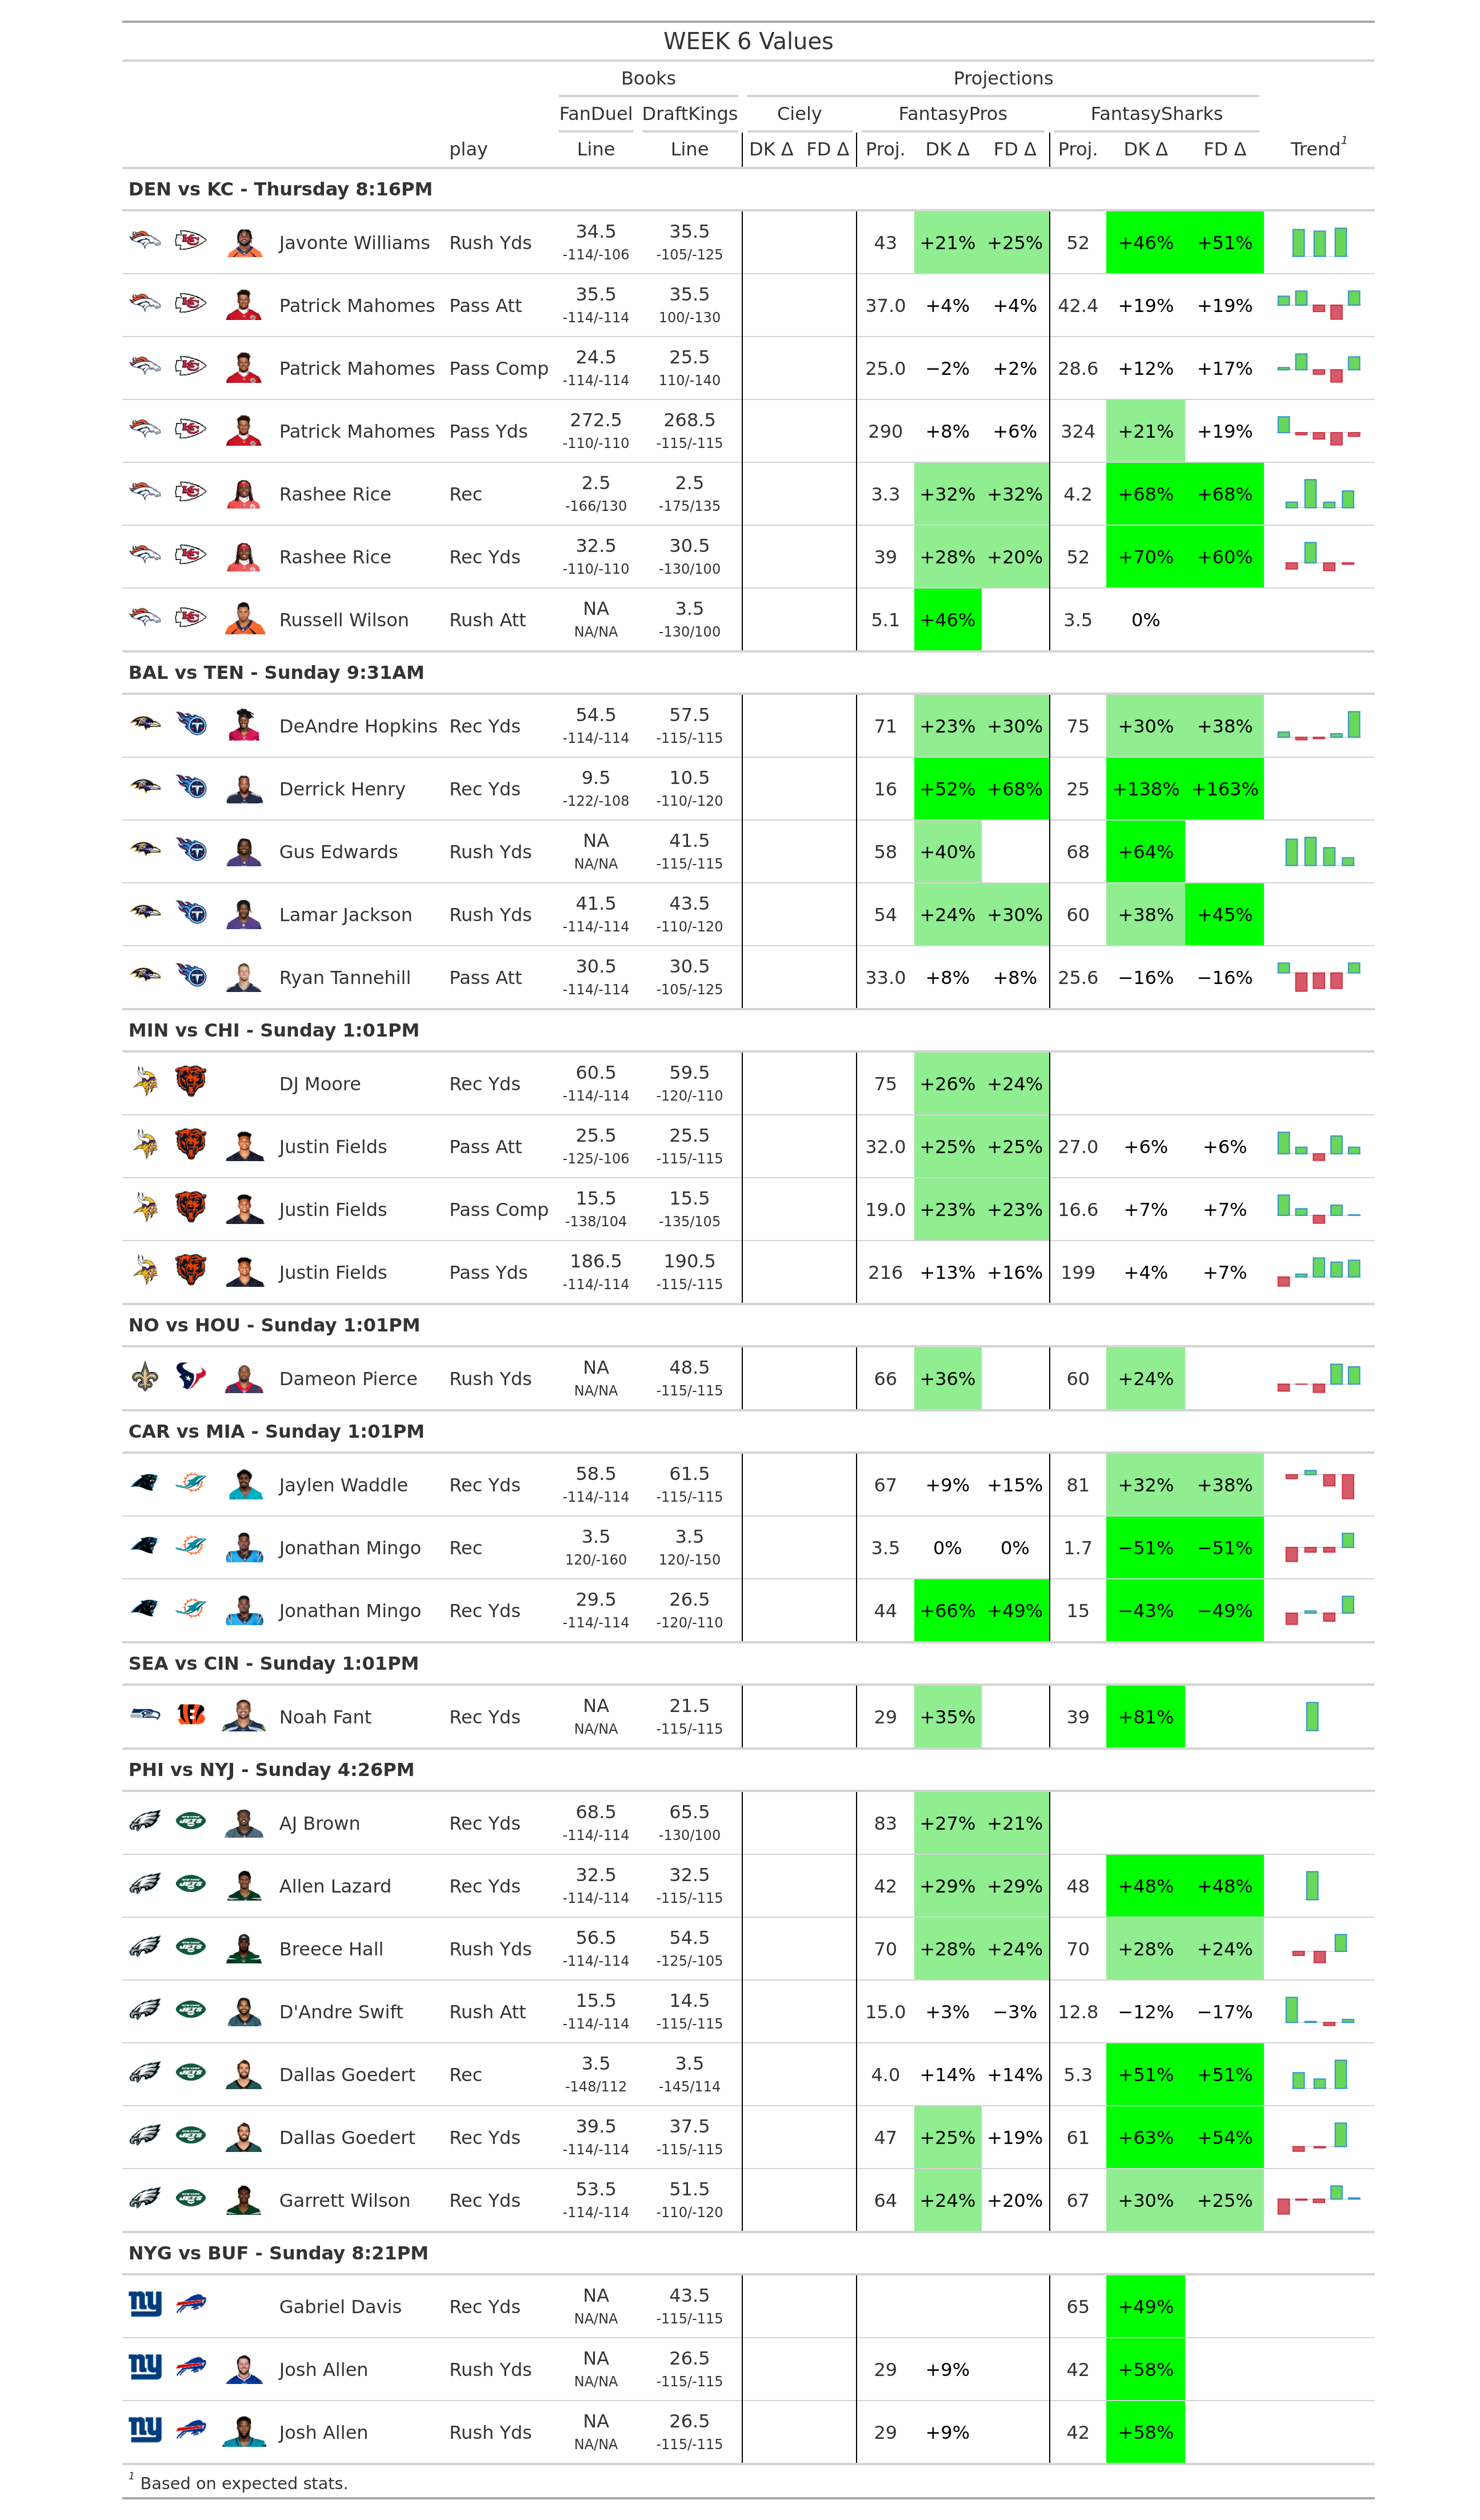 WEEK 6 Values
Books Projections
FanDuel DraftKings Ciely FantasyPros FantasySharks
play Line Line DK Δ FD Δ Proj. DK Δ FD Δ Proj. DK Δ FD Δ Trend1
DEN vs KC - Thursday 8:16PM
Javonte Williams Rush Yds 34.5 35.5 43 +21% +25% 52 +46% +51%
-114/-106 -105/-125
Patrick Mahomes Pass Att 35.5 35.5 37.0 +4% +4% 42.4 +19% +19%
-114/-114 100/-130
Patrick Mahomes Pass Comp 24.5 25.5 25.0 −2% +2% 28.6 +12% +17%
-114/-114 110/-140
Patrick Mahomes Pass Yds 272.5 268.5 290 +8% +6% 324 +21% +19%
-110/-110 -115/-115
Rashee Rice Rec 2.5 2.5 3.3 +32% +32% 4.2 +68% +68%
-166/130 -175/135
Rashee Rice Rec Yds 32.5 30.5 39 +28% +20% 52 +70% +60%
-110/-110 -130/100
Russell Wilson Rush Att NA 3.5 5.1 +46% 3.5 0%
NA/NA -130/100
BAL vs TEN - Sunday 9:31AM
DeAndre Hopkins Rec Yds 54.5 57.5 71 +23% +30% 75 +30% +38%
-114/-114 -115/-115
Derrick Henry Rec Yds 9.5 10.5 16 +52% +68% 25 +138% +163%
-122/-108 -110/-120
Gus Edwards Rush Yds NA 41.5 58 +40% 68 +64%
NA/NA -115/-115
Lamar Jackson Rush Yds 41.5 43.5 54 +24% +30% 60 +38% +45%
-114/-114 -110/-120
Ryan Tannehill Pass Att 30.5 30.5 33.0 +8% +8% 25.6 −16% −16%
-114/-114 -105/-125
MIN vs CHI - Sunday 1:01PM
DJ Moore Rec Yds 60.5 59.5 75 +26% +24%
-114/-114 -120/-110
Justin Fields Pass Att 25.5 25.5 32.0 +25% +25% 27.0 +6% +6%
-125/-106 -115/-115
Justin Fields Pass Comp 15.5 15.5 19.0 +23% +23% 16.6 +7% +7%
-138/104 -135/105
Justin Fields Pass Yds 186.5 190.5 216 +13% +16% 199 +4% +7%
-114/-114 -115/-115
NO vs HOU - Sunday 1:01PM
Dameon Pierce Rush Yds NA 48.5 66 +36% 60 +24%
NA/NA -115/-115
CAR vs MIA - Sunday 1:01PM
Jaylen Waddle Rec Yds 58.5 61.5 67 +9% +15% 81 +32% +38%
-114/-114 -115/-115
Jonathan Mingo Rec 3.5 3.5 3.5 0% 0% 1.7 −51% −51%
120/-160 120/-150
Jonathan Mingo Rec Yds 29.5 26.5 44 +66% +49% 15 −43% −49%
-114/-114 -120/-110
SEA vs CIN - Sunday 1:01PM
Noah Fant Rec Yds NA 21.5 29 +35% 39 +81%
NA/NA -115/-115
PHI vs NYJ - Sunday 4:26PM
AJ Brown Rec Yds 68.5 65.5 83 +27% +21%
-114/-114 -130/100
Allen Lazard Rec Yds 32.5 32.5 42 +29% +29% 48 +48% +48%
-114/-114 -115/-115
Breece Hall Rush Yds 56.5 54.5 70 +28% +24% 70 +28% +24%
-114/-114 -125/-105
D'Andre Swift Rush Att 15.5 14.5 15.0 +3% −3% 12.8 −12% −17%
-114/-114 -115/-115
Dallas Goedert Rec 3.5 3.5 4.0 +14% +14% 5.3 +51% +51%
-148/112 -145/114
Dallas Goedert Rec Yds 39.5 37.5 47 +25% +19% 61 +63% +54%
-114/-114 -115/-115
Garrett Wilson Rec Yds 53.5 51.5 64 +24% +20% 67 +30% +25%
-114/-114 -110/-120
NYG vs BUF - Sunday 8:21PM
Gabriel Davis Rec Yds NA 43.5 65 +49%
NA/NA -115/-115
Josh Allen Rush Yds NA 26.5 29 +9% 42 +58%
NA/NA -115/-115
Josh Allen Rush Yds NA 26.5 29 +9% 42 +58%
NA/NA -115/-115
1 Based on expected stats.